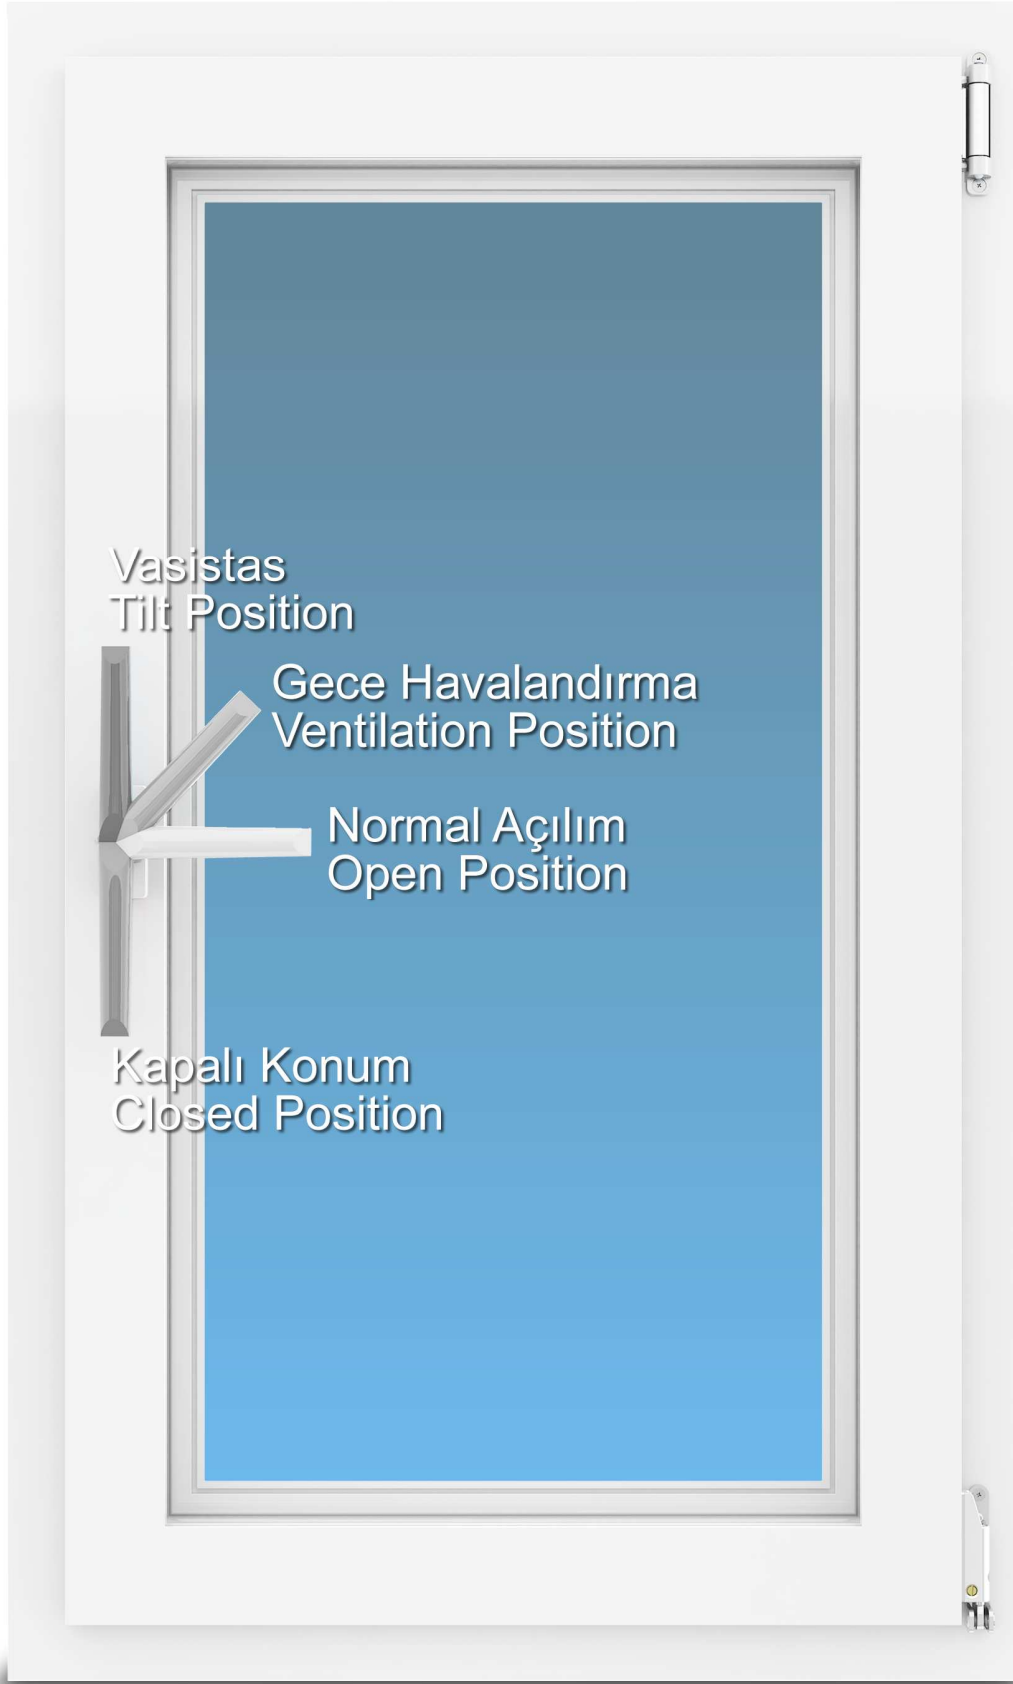 Vasistas
Tilt Position
Gece Havalandırma
Ventilation Position
Normal Açılım
Open Position
Kapalı Konum
Closed Position